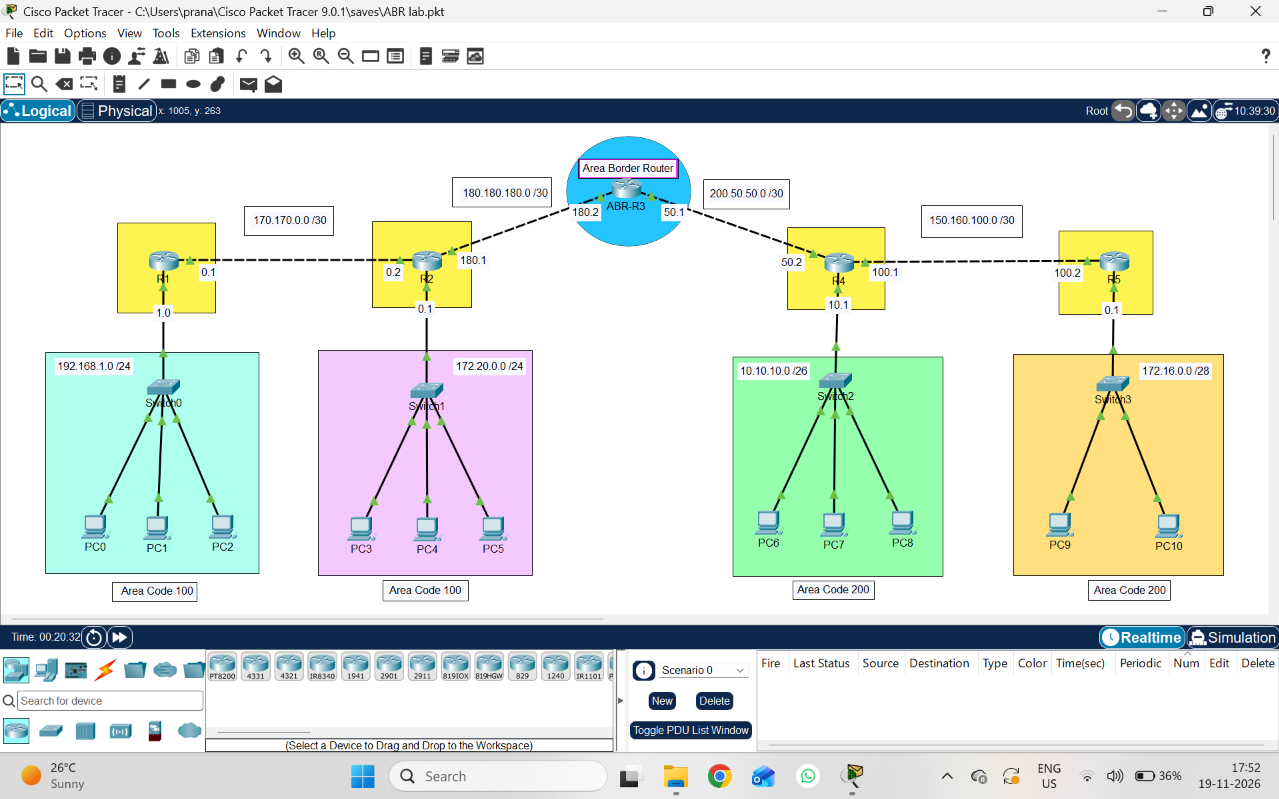 Cisco Packet Tracer - C:\Users\prana\Cisco Packet Tracer 9.0.1\saves\ABR lab.pkt
File Edit Options View Tools Extensions Window Help
Logical Physical x: 1005, y: 263 Root 10:39:30
Area Border Router
180.180.180.0 /30
200.50.50.0 /30
ABR-R3
170.170.0.0 /30
150.160.100.0 /30
180.2
50.1
0.1
0.2
180.1
50.2
100.1
100.2
R1
R2
R4
R5
1.0
0.1
10.1
0.1
192.168.1.0 /24
172.20.0.0 /24
10.10.10.0 /26
172.16.0.0 /28
Switch0
Switch1
Switch2
Switch3
PC0 PC1 PC2
PC3 PC4 PC5
PC6 PC7 PC8
PC9 PC10
Area Code 100
Area Code 100
Area Code 200
Area Code 200
Time: 00:20:32
Realtime Simulation
PT8200 4331 4321 IR8340 1941 2901 2911 819IOX 819HGW 829 1240 IR1101
Search for device
(Select a Device to Drag and Drop to the Workspace)
Scenario 0
New Delete
Toggle PDU List Window
Fire Last Status Source Destination Type Color Time(sec) Periodic Num Edit Delete
26°C
Sunny
Search
ENG
US
36%
17:52
19-11-2026